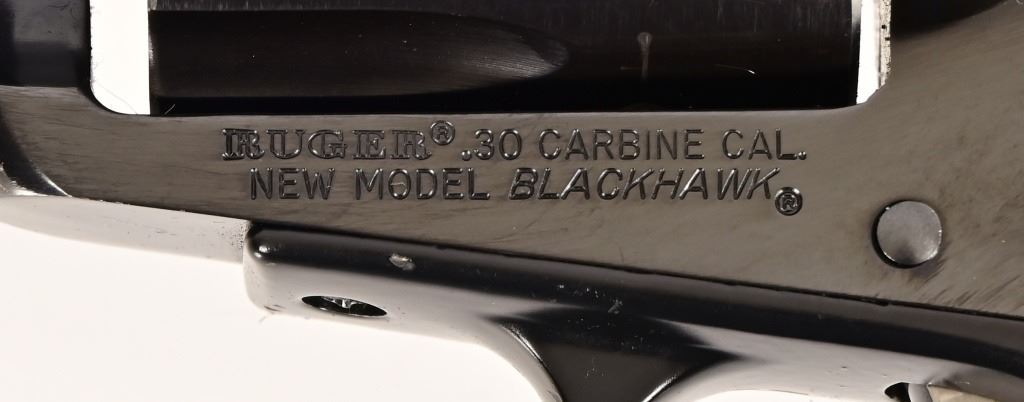 RUGER® .30 CARBINE CAL.
NEW MODEL BLACKHAWK®